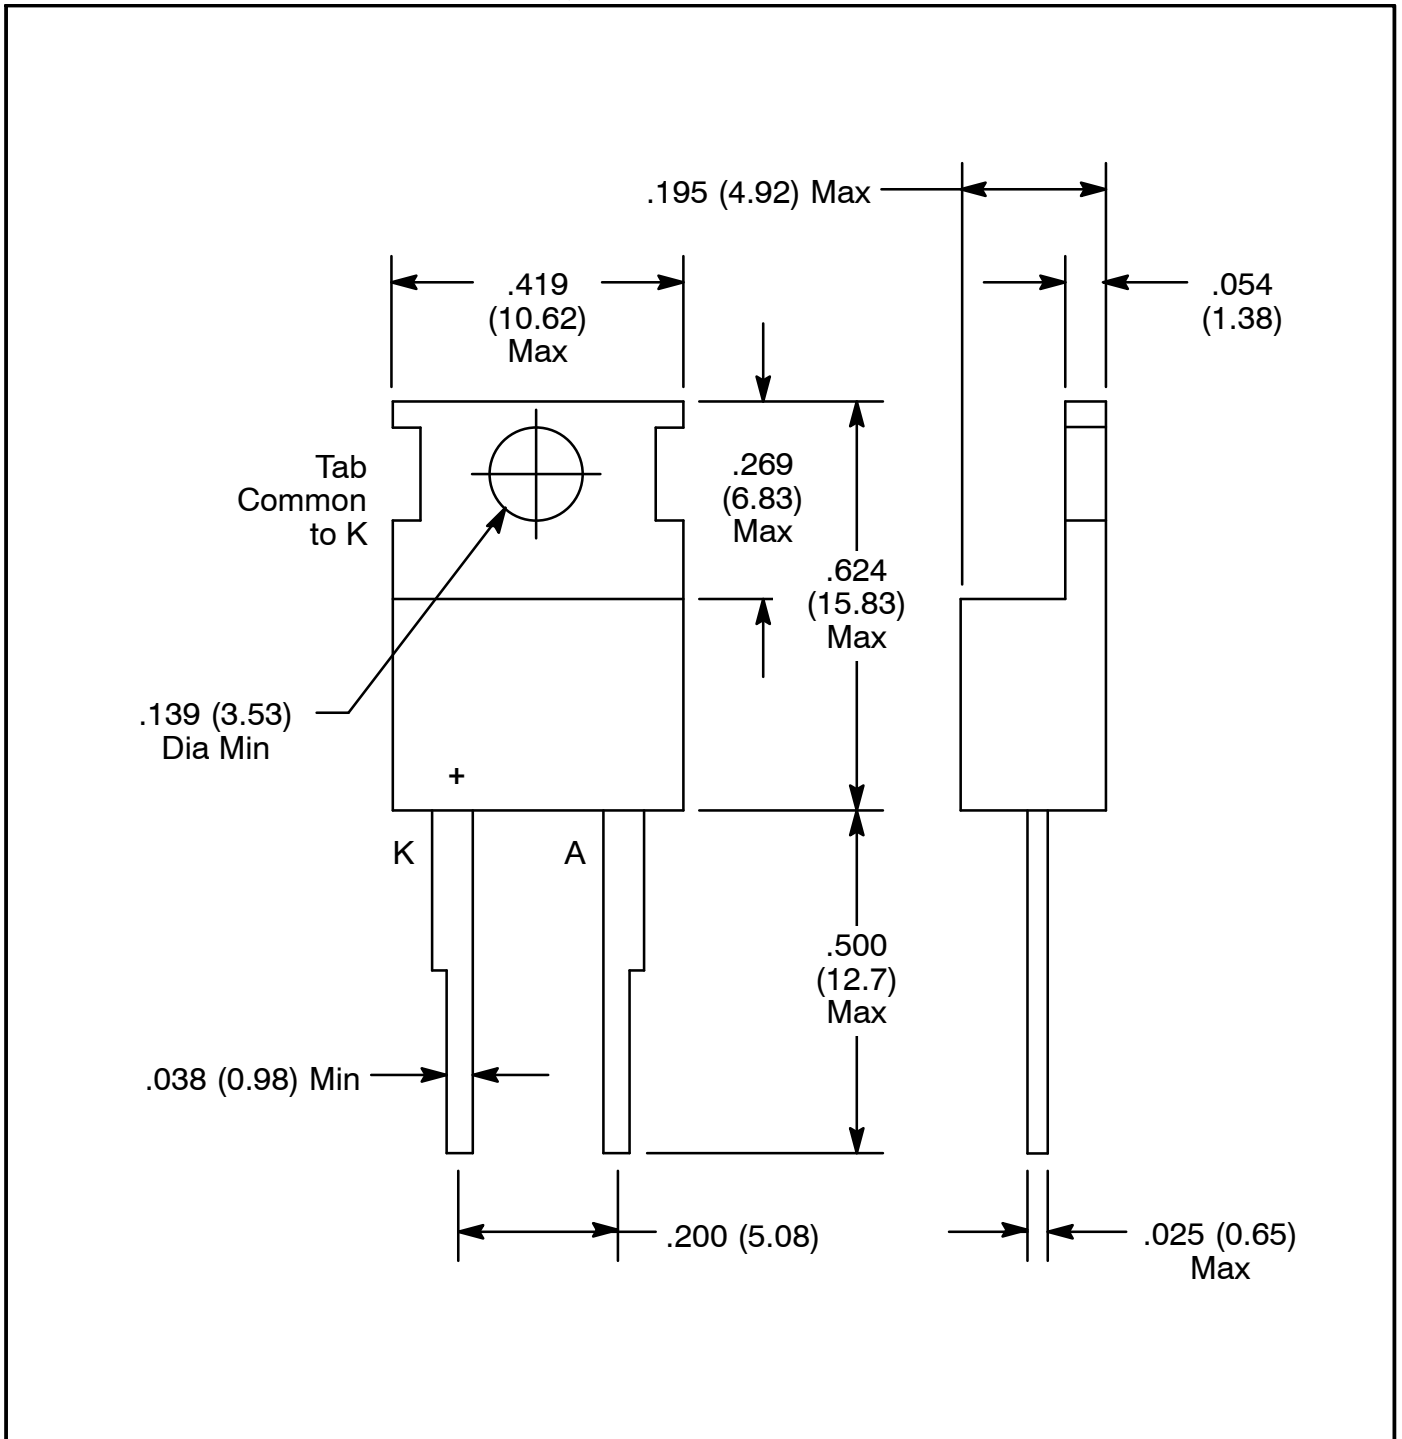 .195 (4.92) Max
.419
(10.62)
Max
.054
(1.38)
Tab
Common
to K
.269
(6.83)
Max
.624
(15.83)
Max
.139 (3.53)
Dia Min
+
K
A
.500
(12.7)
Max
.038 (0.98) Min
.200 (5.08)
.025 (0.65)
Max